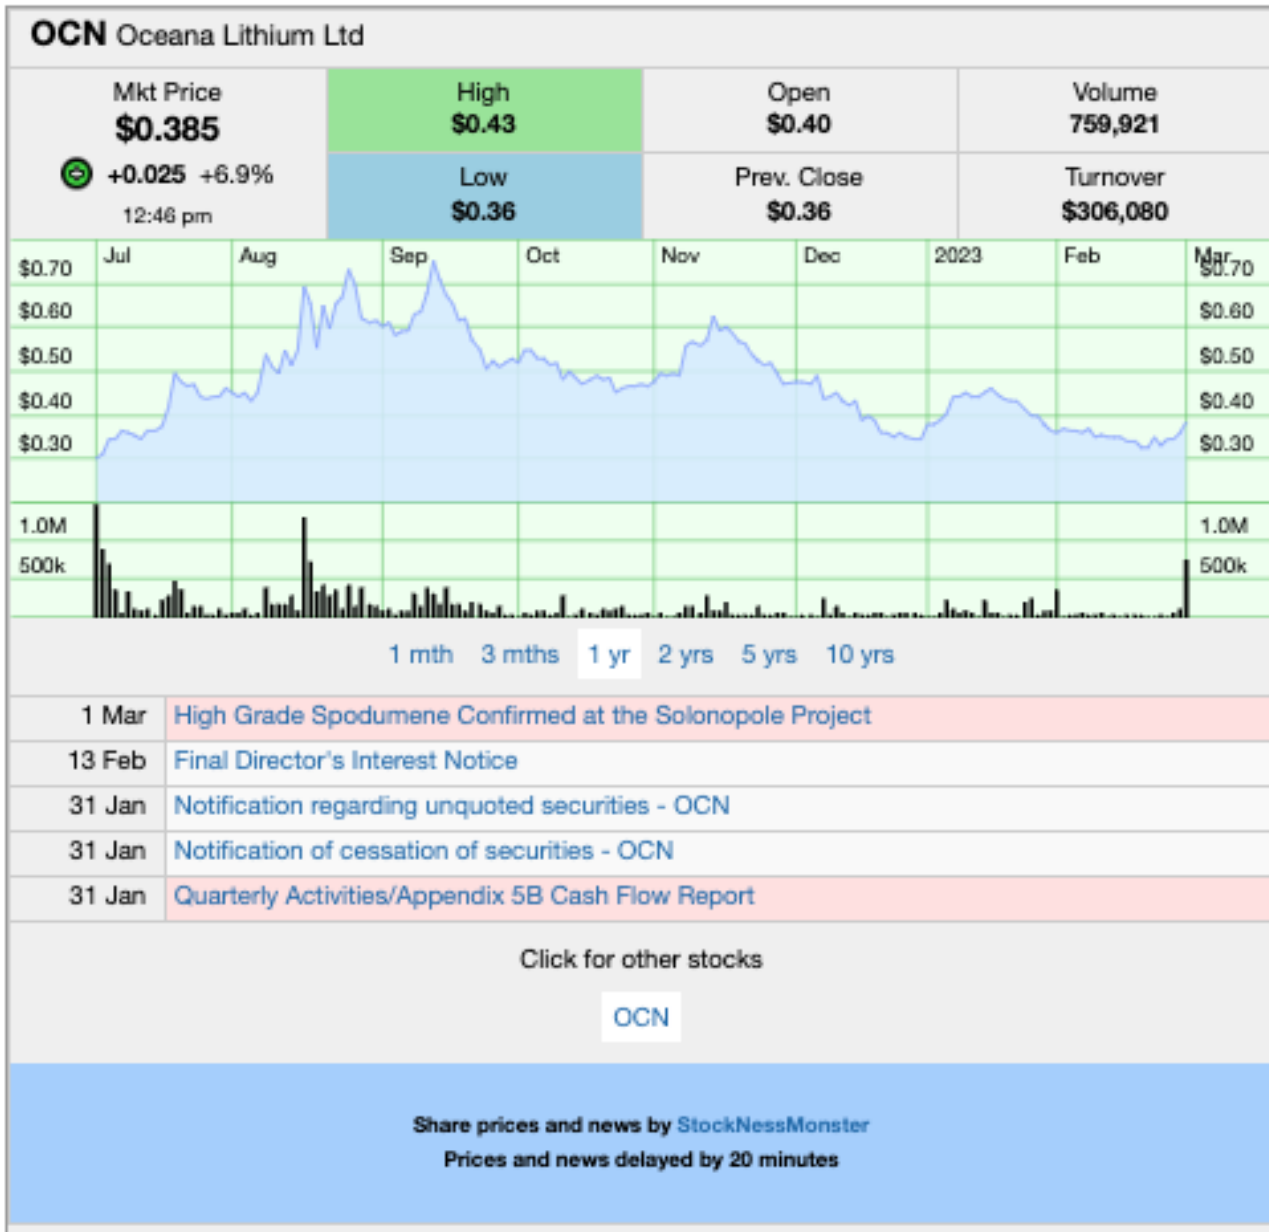 OCN Oceana Lithium Ltd
Mkt Price
$0.385
+0.025 +6.9%
12:46 pm
High
$0.43
Low
$0.36
Open
$0.40
Prev. Close
$0.36
Volume
759,921
Turnover
$306,080
Jul Aug Sep Oct Nov Dec 2023 Feb Mar
$0.70 $0.70
$0.60 $0.60
$0.50 $0.50
$0.40 $0.40
$0.30 $0.30
1.0M 1.0M
500k 500k
1 mth 3 mths 1 yr 2 yrs 5 yrs 10 yrs
1 Mar High Grade Spodumene Confirmed at the Solonopole Project
13 Feb Final Director's Interest Notice
31 Jan Notification regarding unquoted securities - OCN
31 Jan Notification of cessation of securities - OCN
31 Jan Quarterly Activities/Appendix 5B Cash Flow Report
Click for other stocks
OCN
Share prices and news by StockNessMonster
Prices and news delayed by 20 minutes